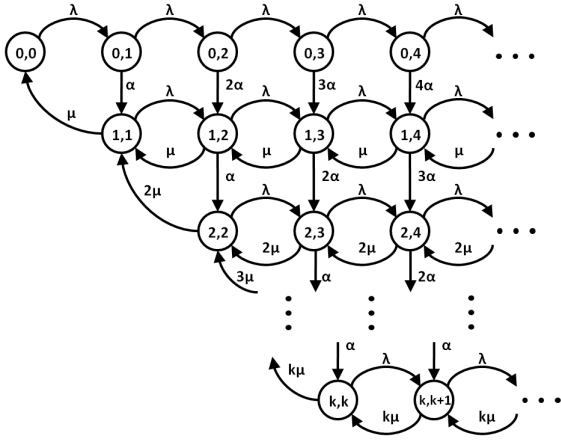 λ λ λ λ λ
0,0 0,1 0,2 0,3 0,4 ...
α 2α 3α 4α
μ λ λ λ λ
1,1 1,2 1,3 1,4 ...
μ μ μ μ
α 2α 3α
2μ λ λ λ
2,2 2,3 2,4 ...
2μ 2μ 2μ
3μ α 2α
α α
kμ λ λ
k,k k,k+1 ...
kμ kμ